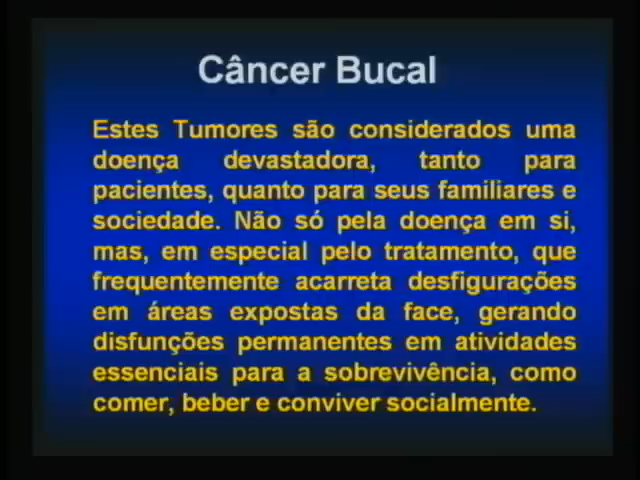 Câncer Bucal
Estes Tumores são considerados uma
doença devastadora, tanto para
pacientes, quanto para seus familiares e
sociedade. Não só pela doença em si,
mas, em especial pelo tratamento, que
frequentemente acarreta desfigurações
em áreas expostas da face, gerando
disfunções permanentes em atividades
essenciais para a sobrevivência, como
comer, beber e conviver socialmente.